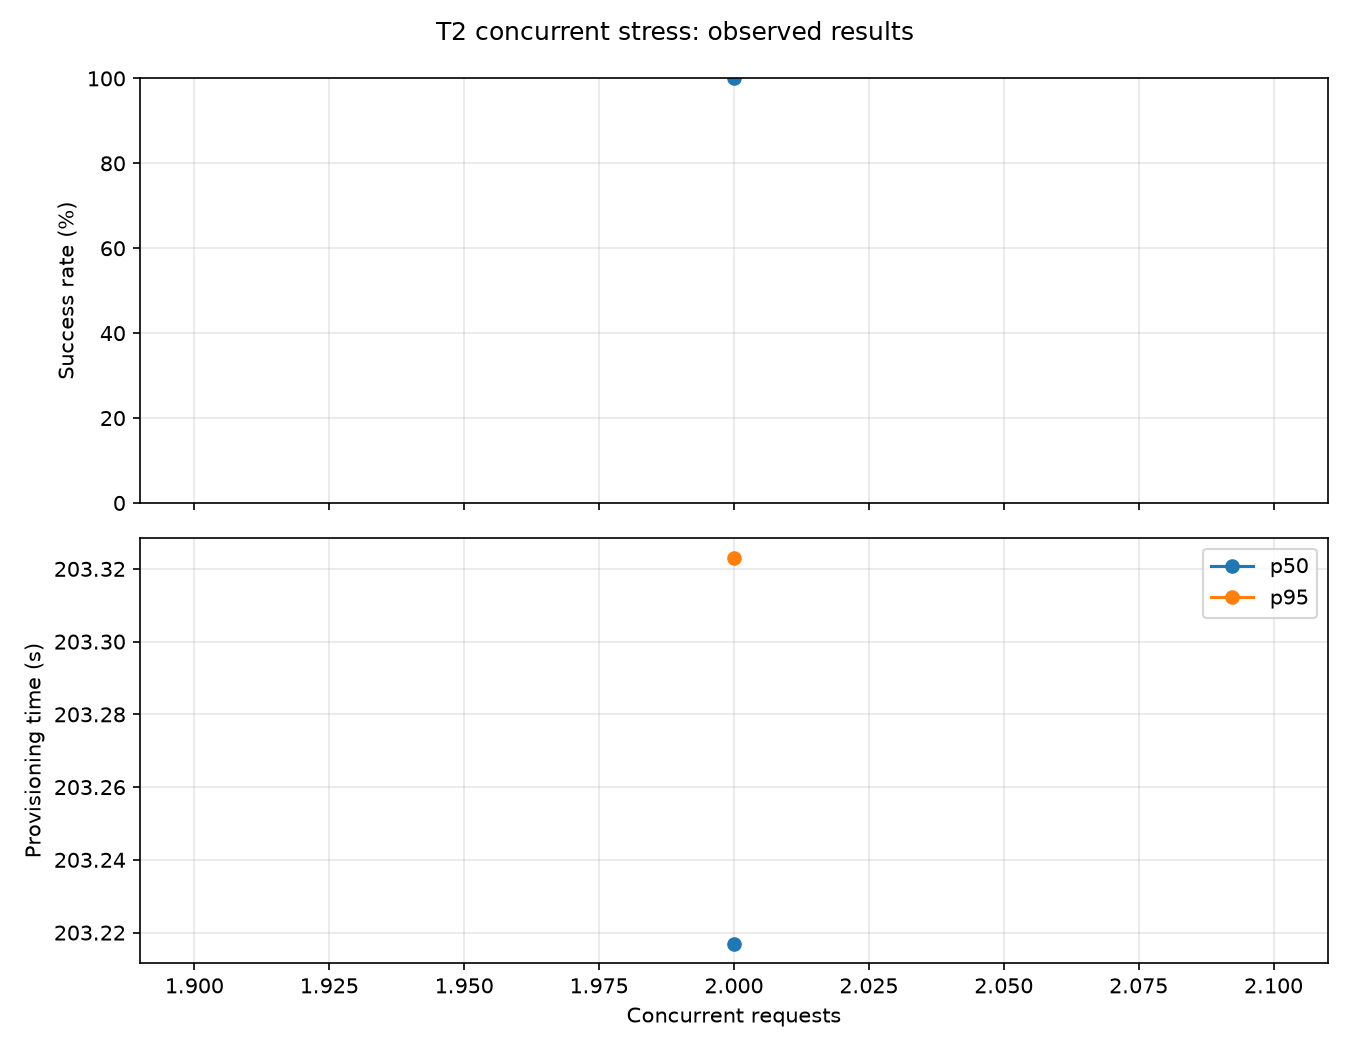 T2 concurrent stress: observed results
100
80
60
40
20
0
Success rate (%)
203.32
203.30
203.28
203.26
203.24
203.22
Provisioning time (s)
p50
p95
1.900 1.925 1.950 1.975 2.000 2.025 2.050 2.075 2.100
Concurrent requests